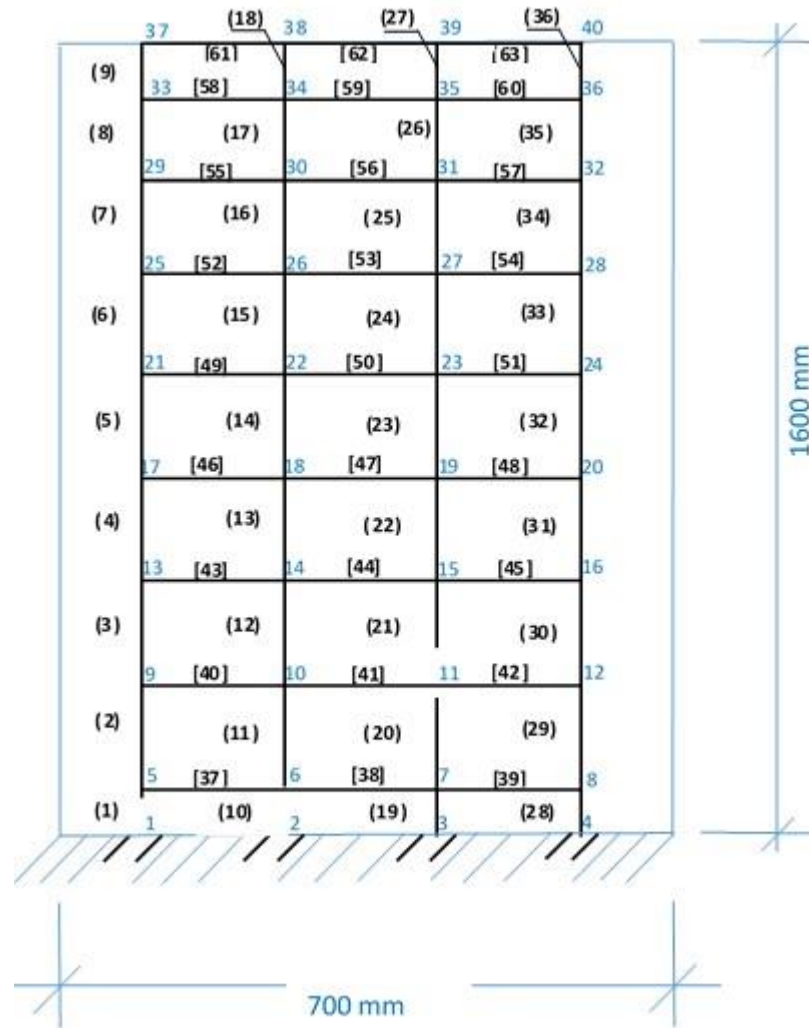 (18) (27) (36)
37 38 39 40
[61] [62] [63]
(9)
33 [58] 34 [59] 35 [60] 36
(8) (17) (26) (35)
29 [55] 30 [56] 31 [57] 32
(7) (16) (25) (34)
25 [52] 26 [53] 27 [54] 28
(6) (15) (24) (33)
21 [49] 22 [50] 23 [51] 24
1600 mm
(5) (14) (23) (32)
17 [46] 18 [47] 19 [48] 20
(4) (13) (22) (31)
13 [43] 14 [44] 15 [45] 16
(3) (12) (21) (30)
9 [40] 10 [41] 11 [42] 12
(2) (11) (20) (29)
5 [37] 6 [38] 7 [39] 8
(1) (10) (19) (28)
1 2 3 4
700 mm